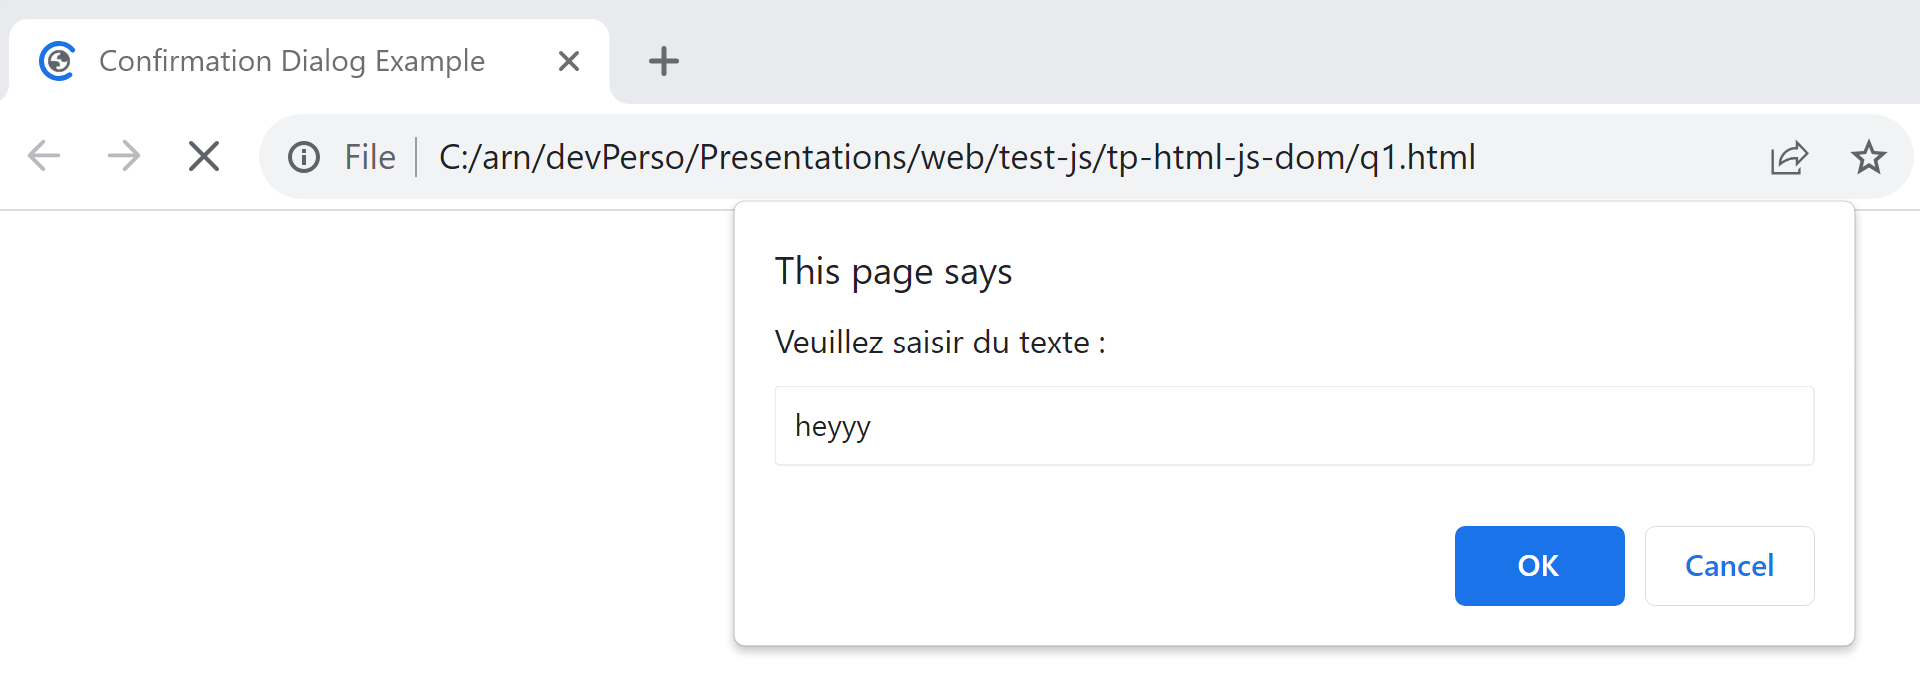 Confirmation Dialog Example
File C:/arn/devPerso/Presentations/web/test-js/tp-html-js-dom/q1.html
This page says
Veuillez saisir du texte :
heyyy
OK Cancel